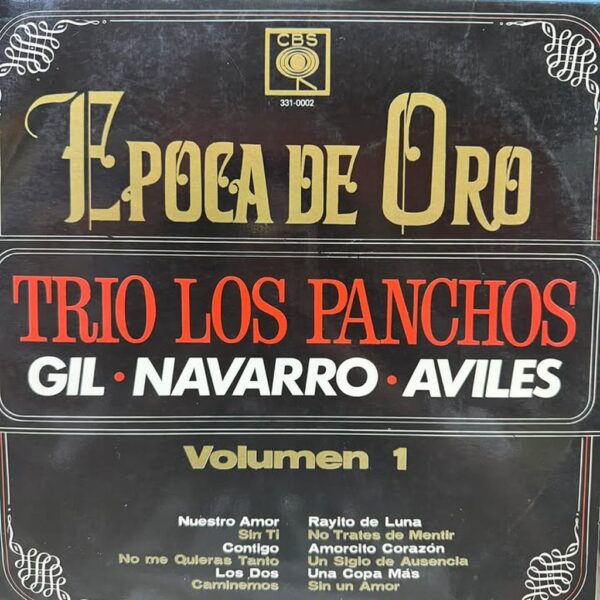 CBS
331-0002
EPOCA DE ORO
TRIO LOS PANCHOS
GIL · NAVARRO · AVILES
Volumen 1
Nuestro Amor
Sin Ti
Contigo
No me Quieras Tanto
Los Dos
Caminemos
Rayito de Luna
No Trates de Mentir
Amorcito Corazón
Un Siglo de Ausencia
Una Copa Más
Sin un Amor